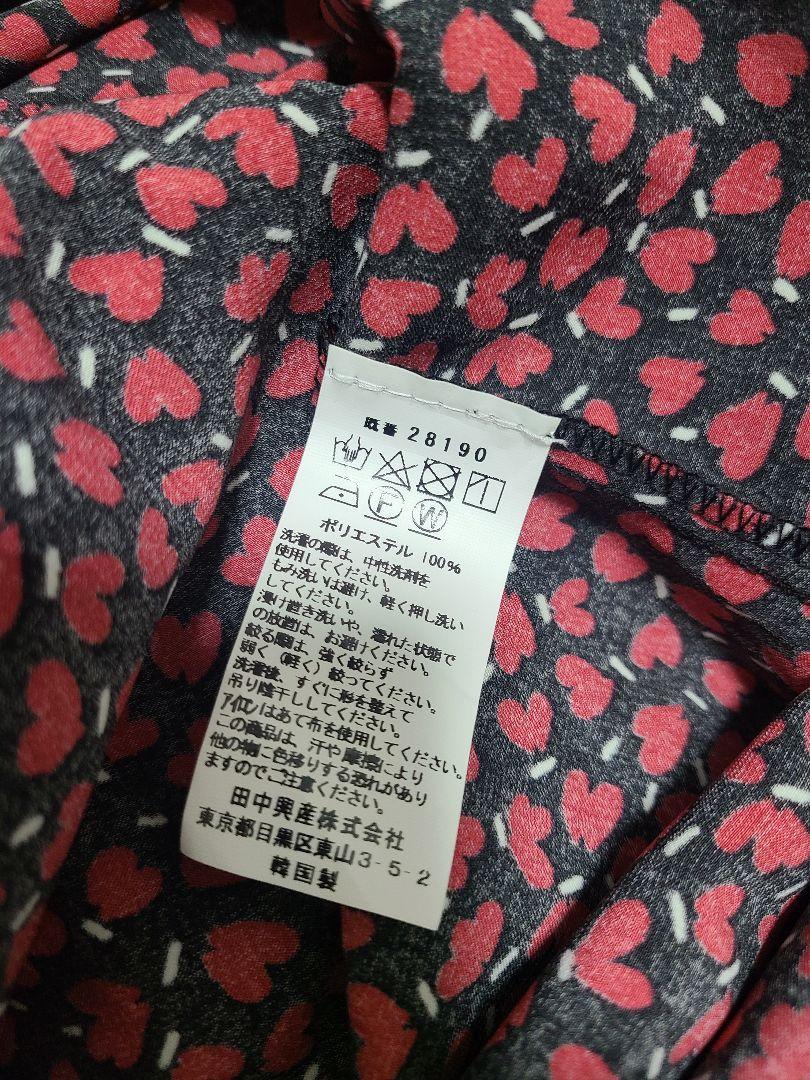 既番 28190
F W
ポリエステル 100%
洗濯の際は、中性洗剤を
使用してください。
もみ洗いは避け、軽く押し洗い
してください。
漬け置き洗いや、濡れた状態で
の放置は、お避けください。
絞る際は、強く絞らず
弱く（軽く）絞ってください。
洗濯後、すぐに形を整えて
吊り陰干ししてください。
アイロンはあて布を使用してください。
この商品は、汗や摩擦により
他の物に色移りする恐れがあり
ますのでご注意ください。
田中興産株式会社
東京都目黒区東山3-5-2
韓国製